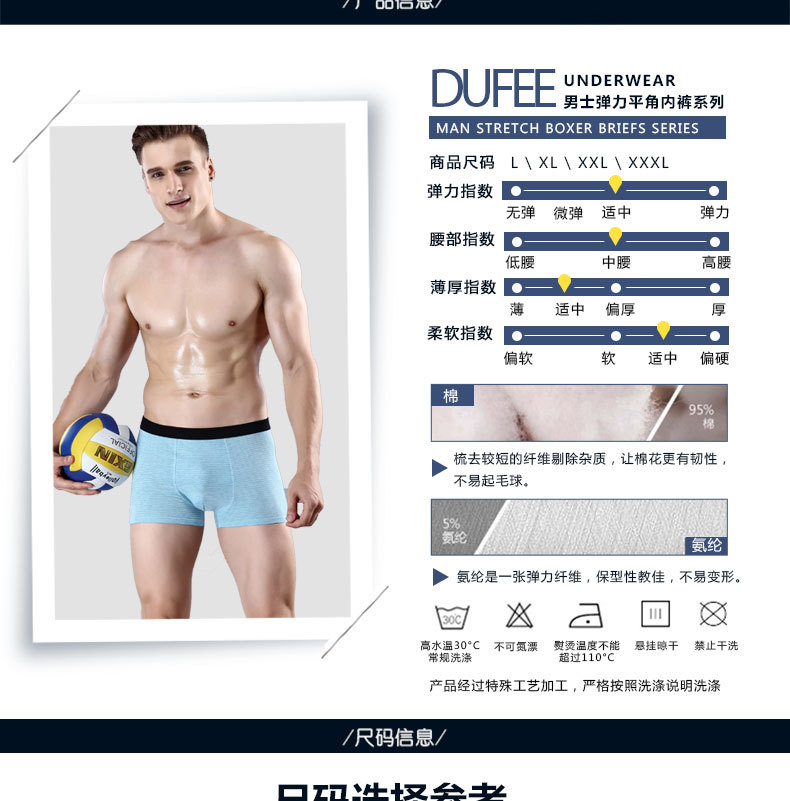 /产品信息/
DUFEE UNDERWEAR
男士弹力平角内裤系列
MAN STRETCH BOXER BRIEFS SERIES
商品尺码 L \ XL \ XXL \ XXXL
弹力指数
无弹 微弹 适中 弹力
腰部指数
低腰 中腰 高腰
薄厚指数
薄 适中 偏厚 厚
柔软指数
偏软 软 适中 偏硬
棉
95%
棉
梳去较短的纤维剔除杂质，让棉花更有韧性，
不易起毛球。
5%
氨纶
氨纶
氨纶是一张弹力纤维，保型性教佳，不易变形。
30C
高水温30°C
常规洗涤
不可氮漂
熨烫温度不能
超过110°C
悬挂晾干
禁止干洗
产品经过特殊工艺加工，严格按照洗涤说明洗涤
OFFICIAL
Volleyball
/尺码信息/
尺码选择参考